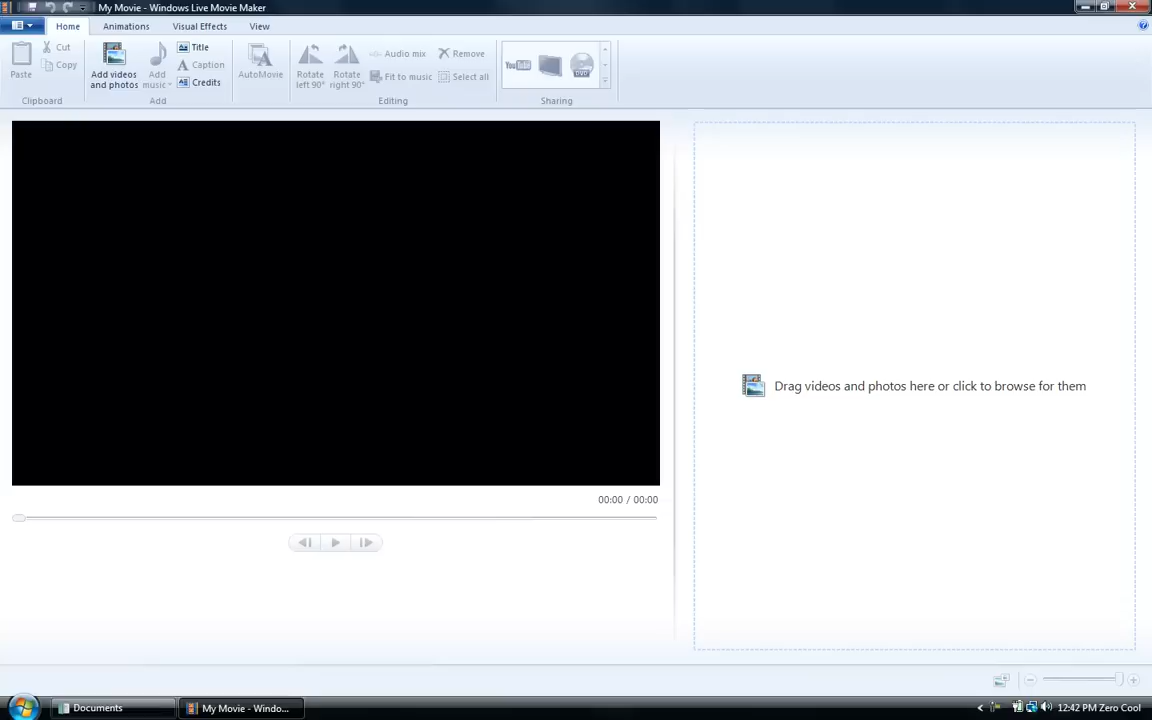 My Movie - Windows Live Movie Maker
Home Animations Visual Effects View
Paste
Cut
Copy
Clipboard
Add videos
and photos
Add
music
Title
Caption
Credits
Add
AutoMovie
Rotate
left 90°
Rotate
right 90°
Audio mix
Fit to music
Remove
Select all
Editing
YouTube
DVD
Sharing
Drag videos and photos here or click to browse for them
00:00 / 00:00
Documents
My Movie - Windo...
12:42 PM Zero Cool